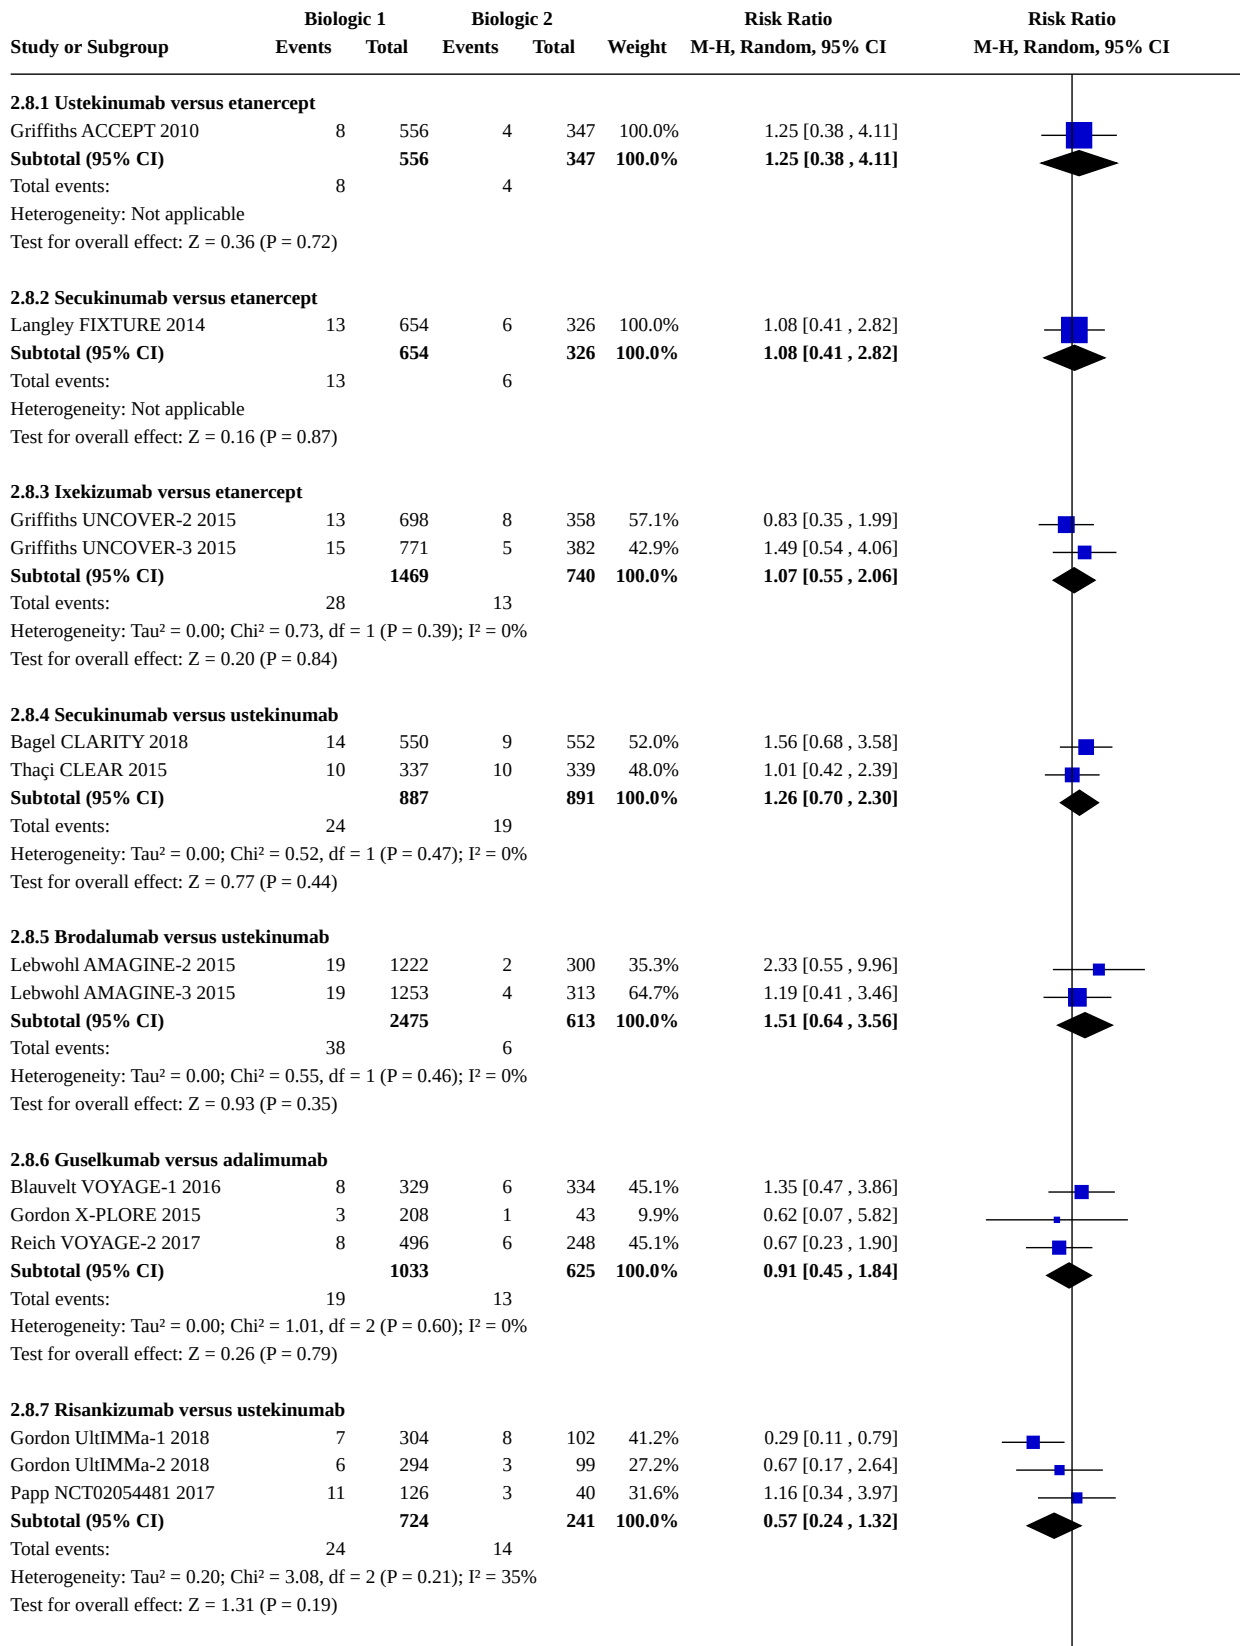 Biologic 1 Biologic 2 Risk Ratio Risk Ratio
Study or Subgroup Events Total Events Total Weight M-H, Random, 95% CI M-H, Random, 95% CI
2.8.1 Ustekinumab versus etanercept
Griffiths ACCEPT 2010 8 556 4 347 100.0% 1.25 [0.38 , 4.11]
Subtotal (95% CI) 556 347 100.0% 1.25 [0.38 , 4.11]
Total events: 8 4
Heterogeneity: Not applicable
Test for overall effect: Z = 0.36 (P = 0.72)
2.8.2 Secukinumab versus etanercept
Langley FIXTURE 2014 13 654 6 326 100.0% 1.08 [0.41 , 2.82]
Subtotal (95% CI) 654 326 100.0% 1.08 [0.41 , 2.82]
Total events: 13 6
Heterogeneity: Not applicable
Test for overall effect: Z = 0.16 (P = 0.87)
2.8.3 Ixekizumab versus etanercept
Griffiths UNCOVER-2 2015 13 698 8 358 57.1% 0.83 [0.35 , 1.99]
Griffiths UNCOVER-3 2015 15 771 5 382 42.9% 1.49 [0.54 , 4.06]
Subtotal (95% CI) 1469 740 100.0% 1.07 [0.55 , 2.06]
Total events: 28 13
Heterogeneity: Tau² = 0.00; Chi² = 0.73, df = 1 (P = 0.39); I² = 0%
Test for overall effect: Z = 0.20 (P = 0.84)
2.8.4 Secukinumab versus ustekinumab
Bagel CLARITY 2018 14 550 9 552 52.0% 1.56 [0.68 , 3.58]
Thaçi CLEAR 2015 10 337 10 339 48.0% 1.01 [0.42 , 2.39]
Subtotal (95% CI) 887 891 100.0% 1.26 [0.70 , 2.30]
Total events: 24 19
Heterogeneity: Tau² = 0.00; Chi² = 0.52, df = 1 (P = 0.47); I² = 0%
Test for overall effect: Z = 0.77 (P = 0.44)
2.8.5 Brodalumab versus ustekinumab
Lebwohl AMAGINE-2 2015 19 1222 2 300 35.3% 2.33 [0.55 , 9.96]
Lebwohl AMAGINE-3 2015 19 1253 4 313 64.7% 1.19 [0.41 , 3.46]
Subtotal (95% CI) 2475 613 100.0% 1.51 [0.64 , 3.56]
Total events: 38 6
Heterogeneity: Tau² = 0.00; Chi² = 0.55, df = 1 (P = 0.46); I² = 0%
Test for overall effect: Z = 0.93 (P = 0.35)
2.8.6 Guselkumab versus adalimumab
Blauvelt VOYAGE-1 2016 8 329 6 334 45.1% 1.35 [0.47 , 3.86]
Gordon X-PLORE 2015 3 208 1 43 9.9% 0.62 [0.07 , 5.82]
Reich VOYAGE-2 2017 8 496 6 248 45.1% 0.67 [0.23 , 1.90]
Subtotal (95% CI) 1033 625 100.0% 0.91 [0.45 , 1.84]
Total events: 19 13
Heterogeneity: Tau² = 0.00; Chi² = 1.01, df = 2 (P = 0.60); I² = 0%
Test for overall effect: Z = 0.26 (P = 0.79)
2.8.7 Risankizumab versus ustekinumab
Gordon UltIMMa-1 2018 7 304 8 102 41.2% 0.29 [0.11 , 0.79]
Gordon UltIMMa-2 2018 6 294 3 99 27.2% 0.67 [0.17 , 2.64]
Papp NCT02054481 2017 11 126 3 40 31.6% 1.16 [0.34 , 3.97]
Subtotal (95% CI) 724 241 100.0% 0.57 [0.24 , 1.32]
Total events: 24 14
Heterogeneity: Tau² = 0.20; Chi² = 3.08, df = 2 (P = 0.21); I² = 35%
Test for overall effect: Z = 1.31 (P = 0.19)